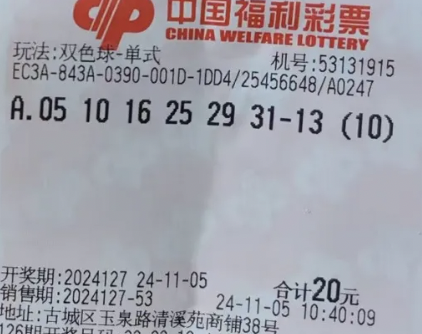 中国福利彩票
CHINA WELFARE LOTTERY
玩法:双色球-单式 机号:53131915
EC3A-843A-0390-001D-1DD4/25456648/A0247
A.05 10 16 25 29 31-13 (10)
开奖期:2024127 24-11-05 合计20元
销售期:2024127-53 24-11-05 10:40:09
地址:古城区玉泉路清溪苑商铺38号
126期开奖号码